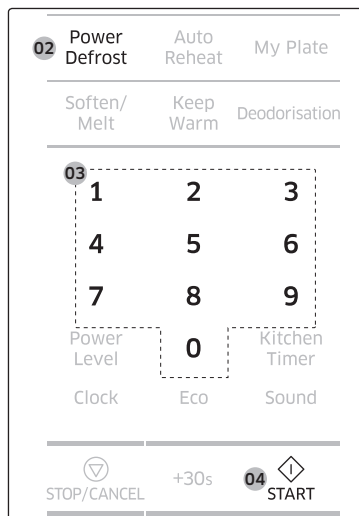 02 Power Defrost
Auto Reheat
My Plate
Soften/ Melt
Keep Warm
Deodorisation
03
1 2 3
4 5 6
7 8 9
Power Level
0
Kitchen Timer
Clock Eco Sound
STOP/CANCEL
+30s
04 START